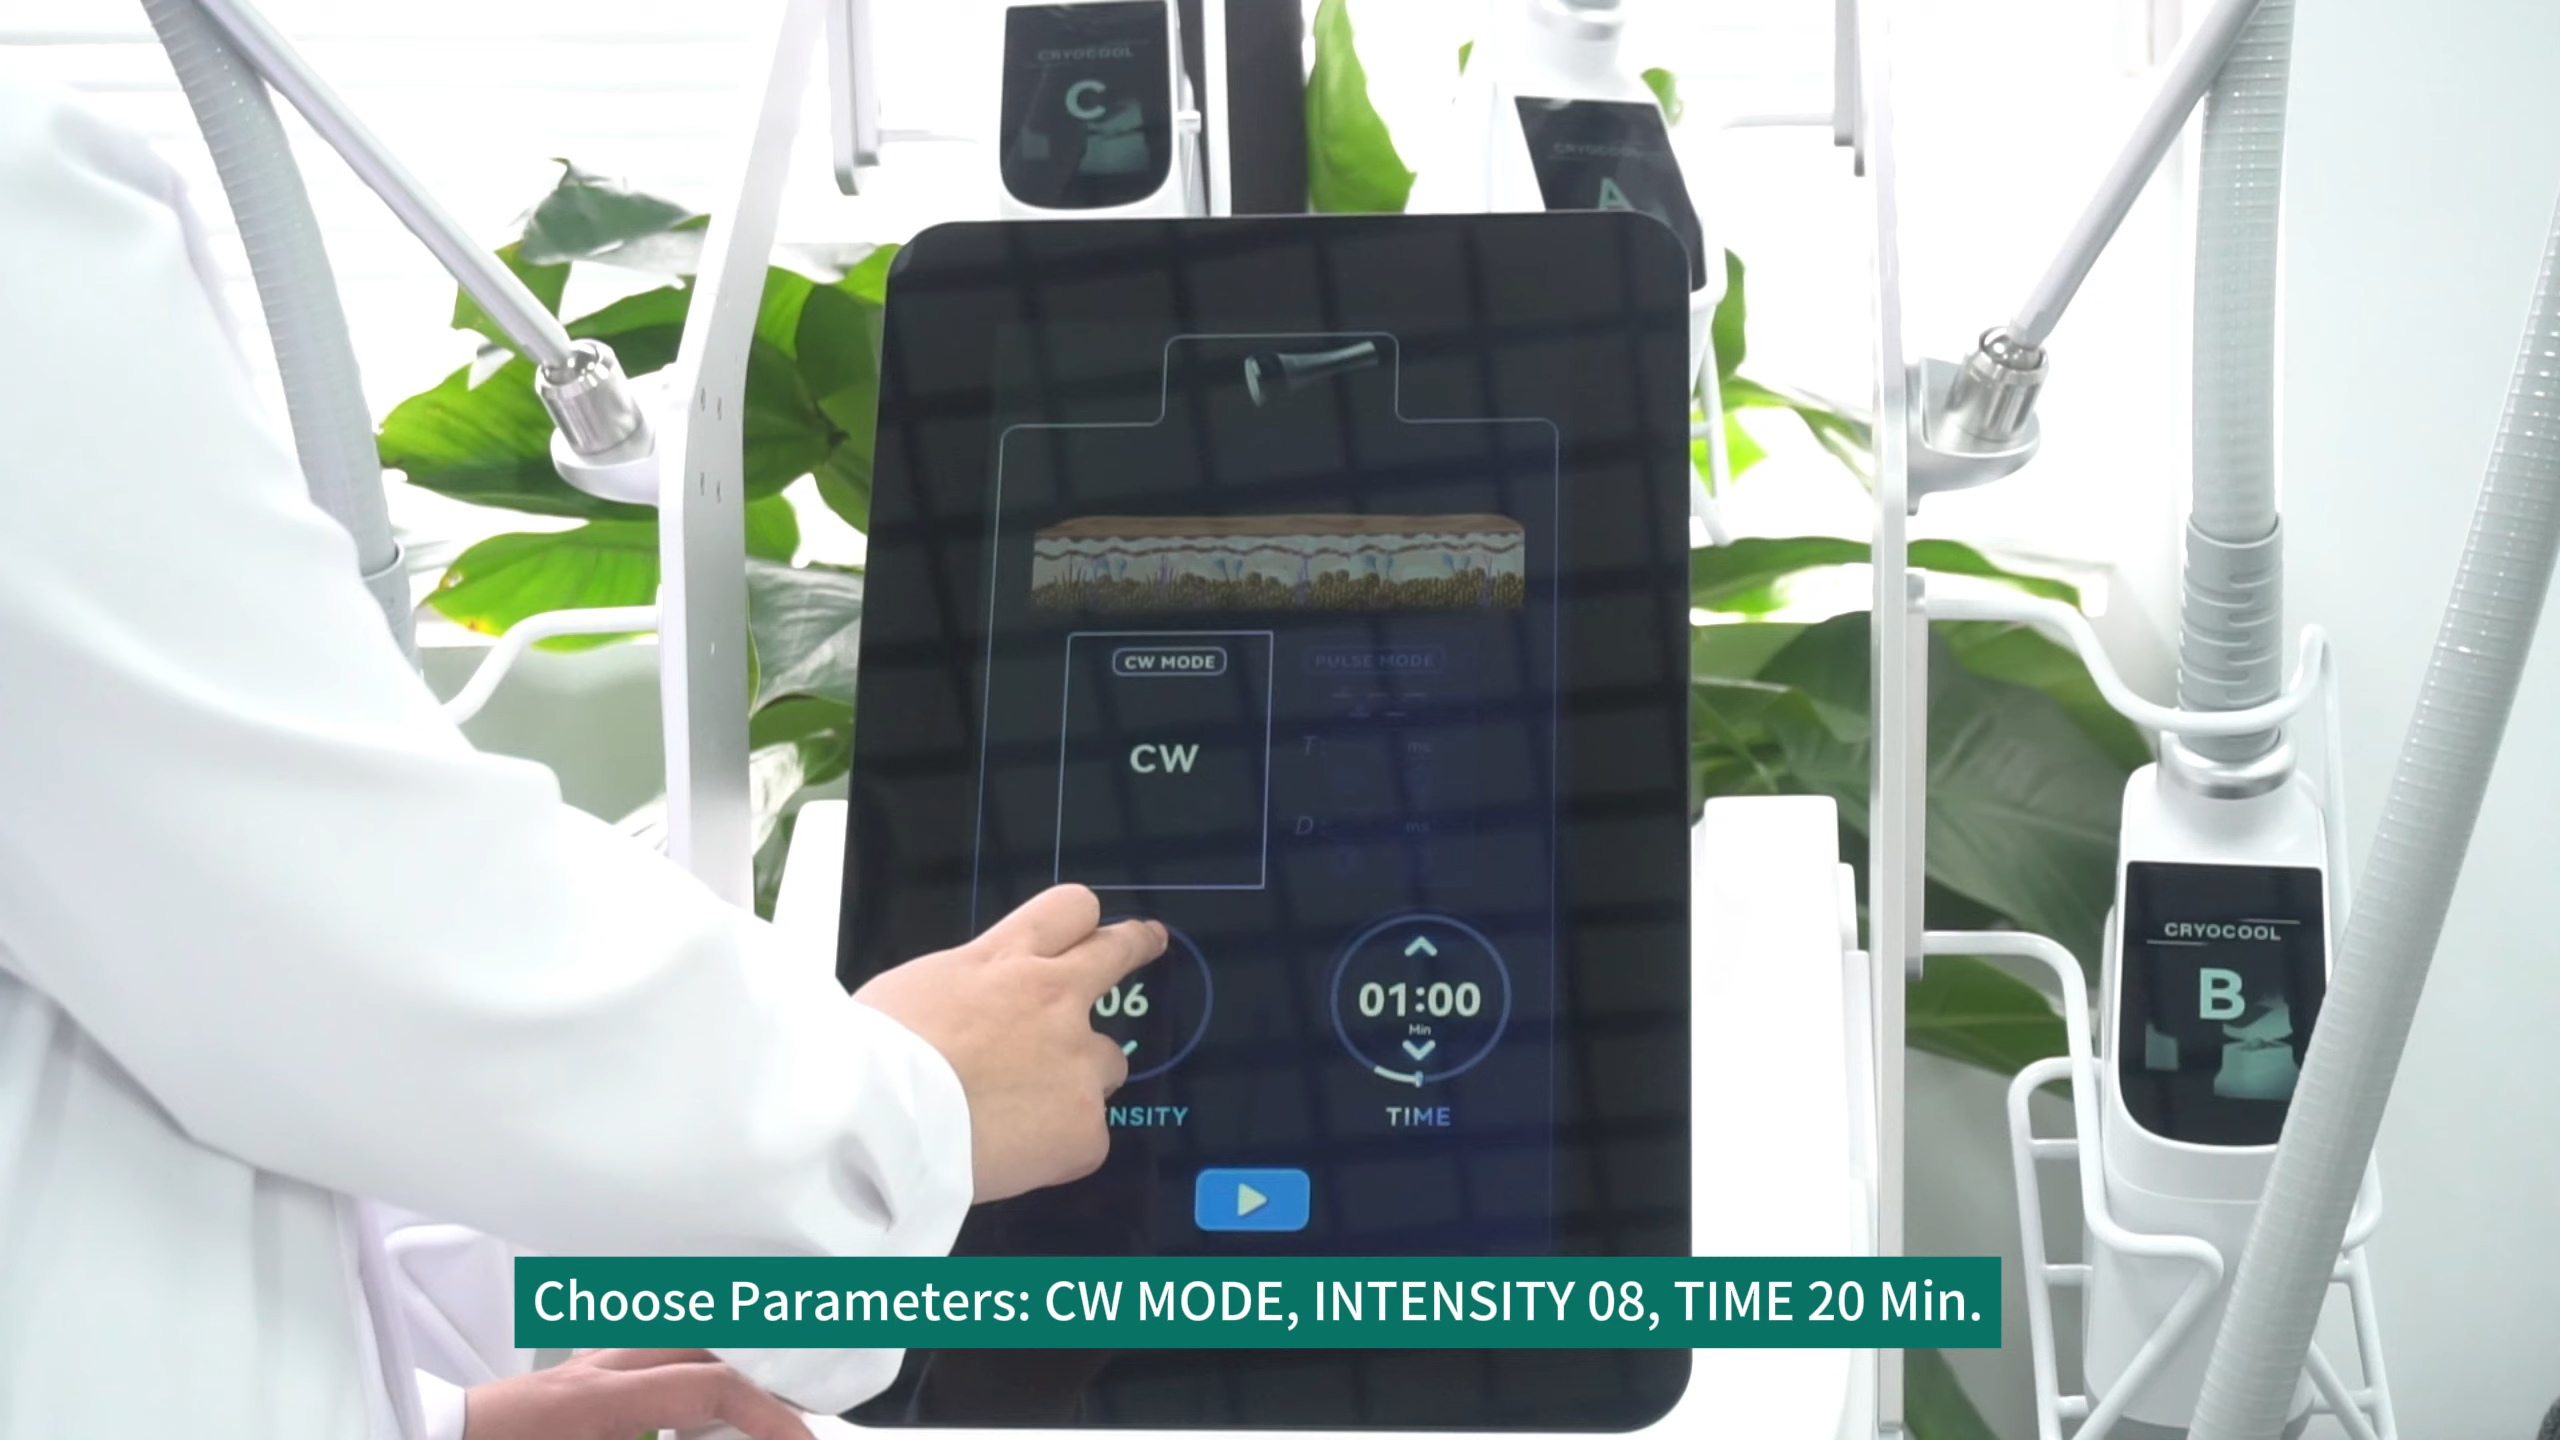 CRYOCOOL
C
CRYOCOOL
A
CW MODE
PULSE MODE
CW
T: ms
D: ms
06
01:00
Min
NSITY
TIME
CRYOCOOL
B
Choose Parameters: CW MODE, INTENSITY 08, TIME 20 Min.